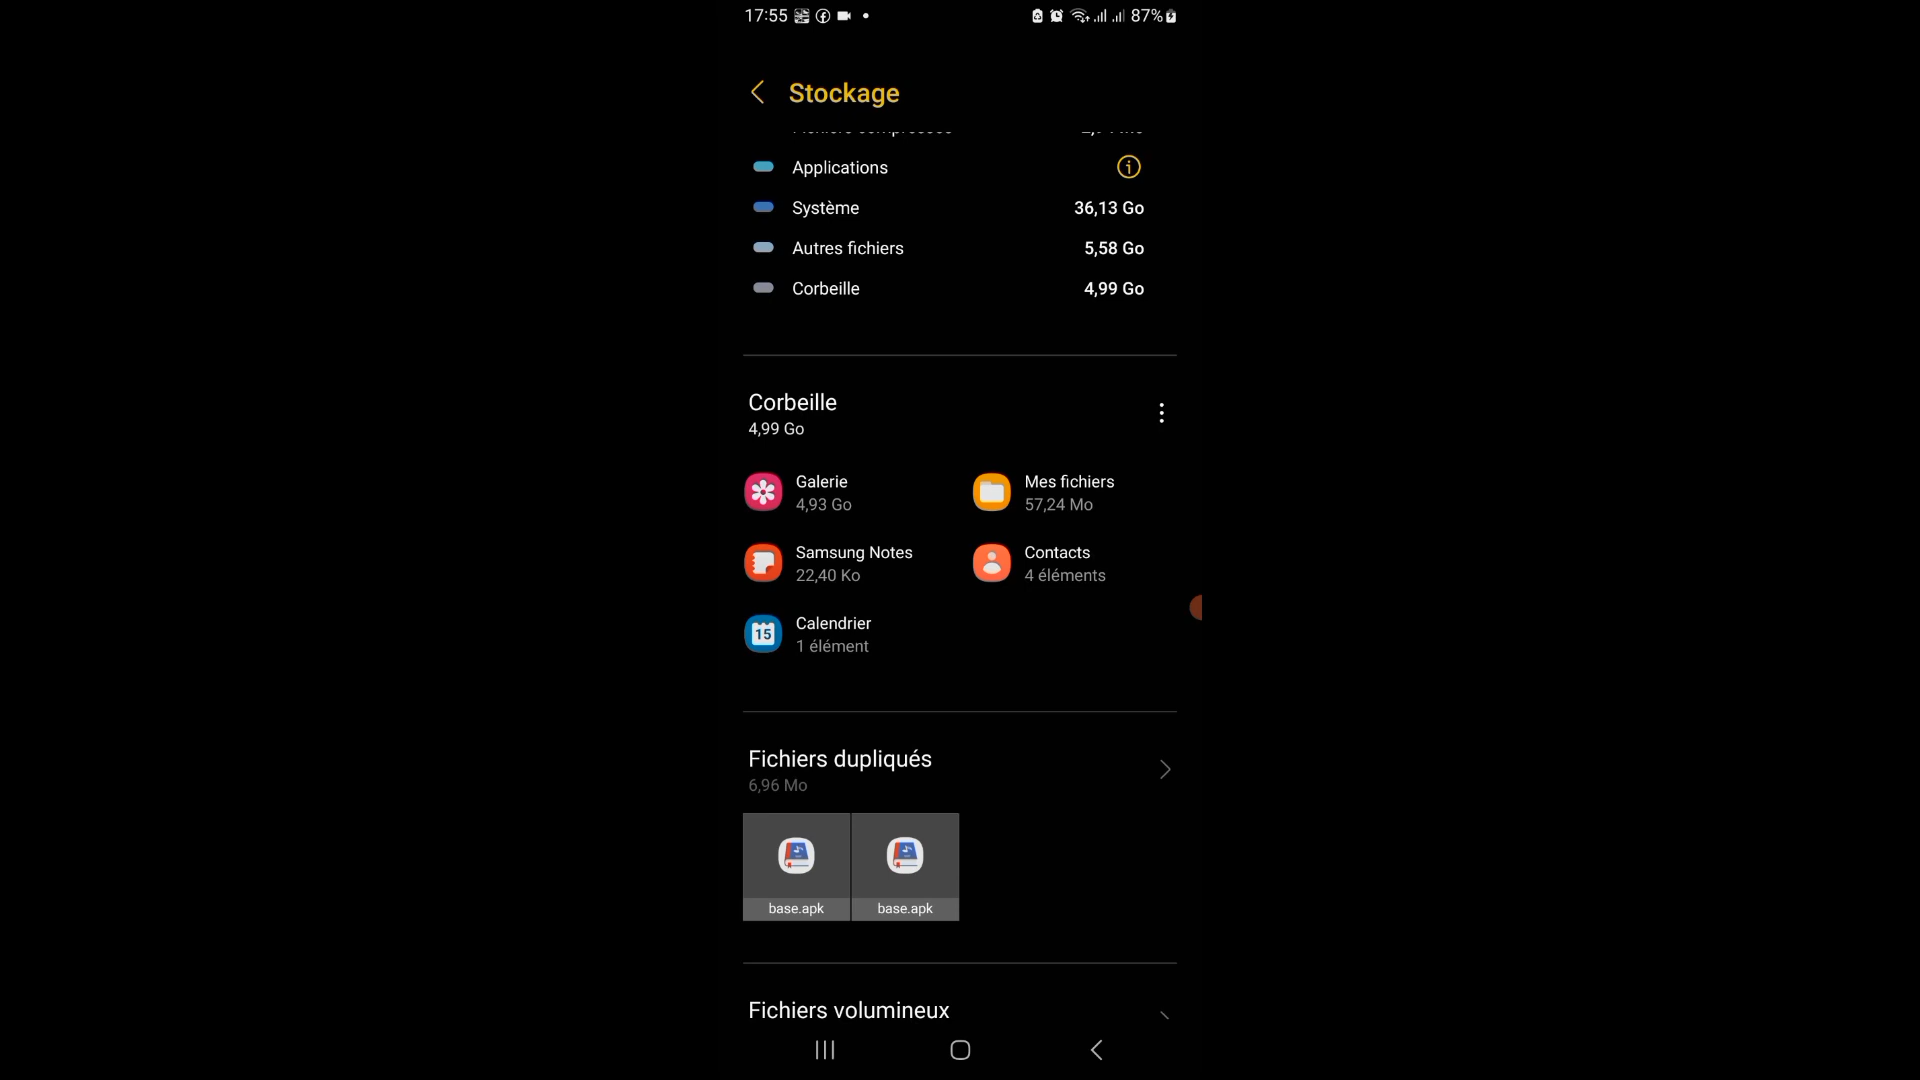 17:55
87%
Stockage
Applications
Système 36,13 Go
Autres fichiers 5,58 Go
Corbeille 4,99 Go
Corbeille
4,99 Go
Galerie
4,93 Go
Mes fichiers
57,24 Mo
Samsung Notes
22,40 Ko
Contacts
4 éléments
15
Calendrier
1 élément
Fichiers dupliqués
6,96 Mo
base.apk
base.apk
Fichiers volumineux